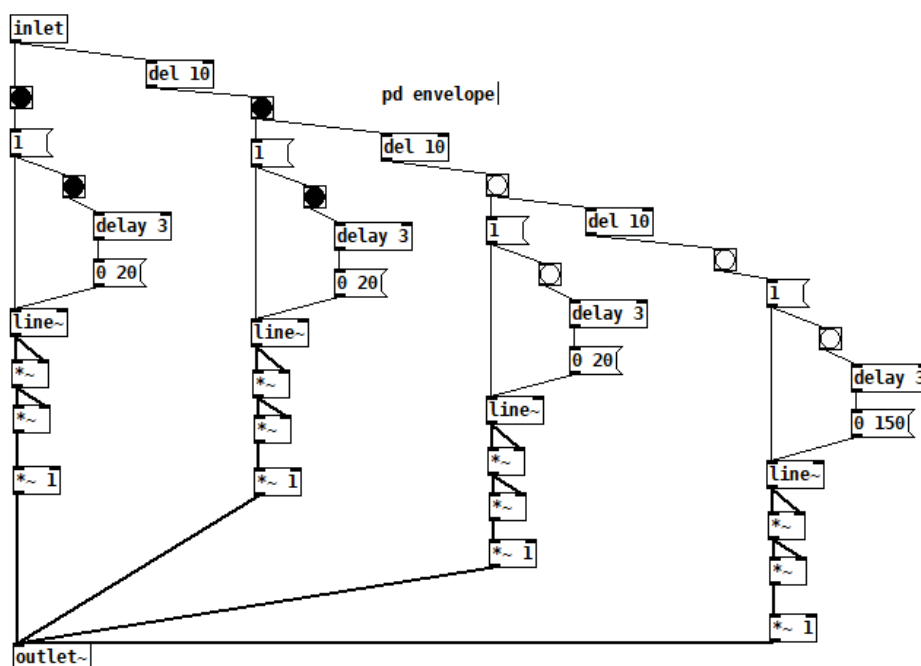 inlet
del 10
pd envelope
del 10
del 10
1
1
1
1
delay 3
delay 3
delay 3
delay 3
0 20
0 20
0 20
0 150
line~
line~
line~
line~
*~
*~
*~
*~
*~
*~
*~
*~
*~ 1
*~ 1
*~ 1
*~ 1
outlet~